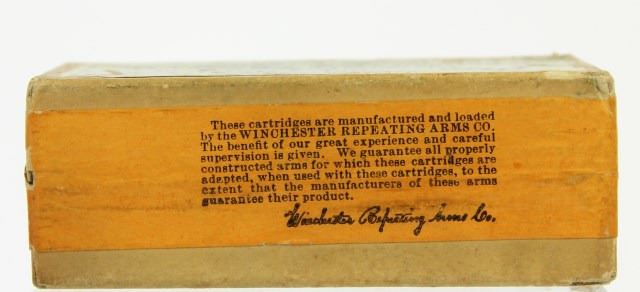 These cartridges are manufactured and loaded
by the WINCHESTER REPEATING ARMS CO.
The benefit of our great experience and careful
supervision is given. We guarantee all properly
constructed arms for which these cartridges are
adapted, when used with these cartridges, to the
extent that the manufacturers of these arms
guarantee their product.
Winchester Repeating Arms Co.